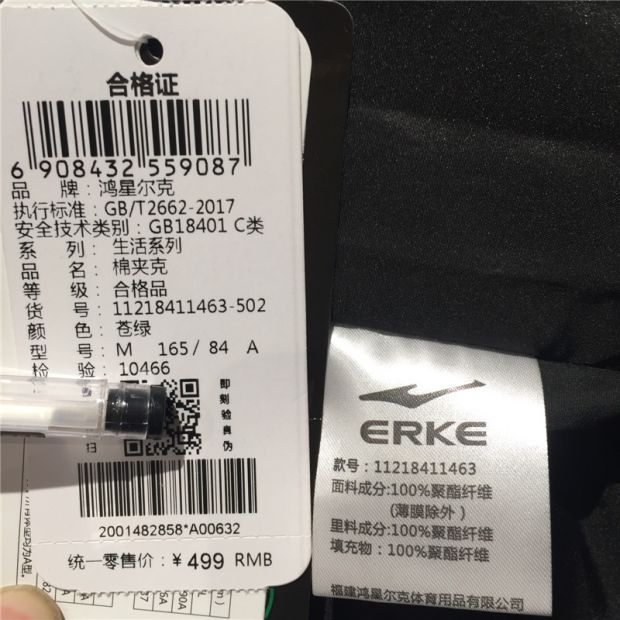 合格证
6 908432 559087
品 牌：鸿星尔克
执行标准：GB/T2662-2017
安全技术类别：GB18401 C类
系 列：生活系列
品 名：棉夹克
等 级：合格品
货 号：11218411463-502
颜 色：苍绿
型 号：M 165/84 A
检 验：10466
即刻验真伪
扫
2001482858*A00632
统一零售价：￥499 RMB
ERKE
款号：11218411463
面料成分:100%聚酯纤维
(薄膜除外)
里料成分:100%聚酯纤维
填充物：100%聚酯纤维
福建鸿星尔克体育用品有限公司